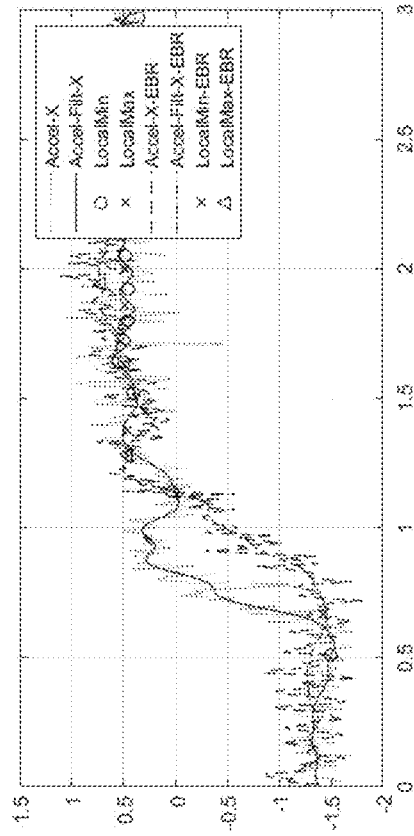 1.5
1
0.5
0
-0.5
-1
-1.5
-2
0
0.5
1
1.5
2
2.5
3
Accel-X
Accel-Filt-X
LocalMin
LocalMax
Accel-X-EBR
Accel-Filt-X-EBR
LocalMin-EBR
LocalMax-EBR